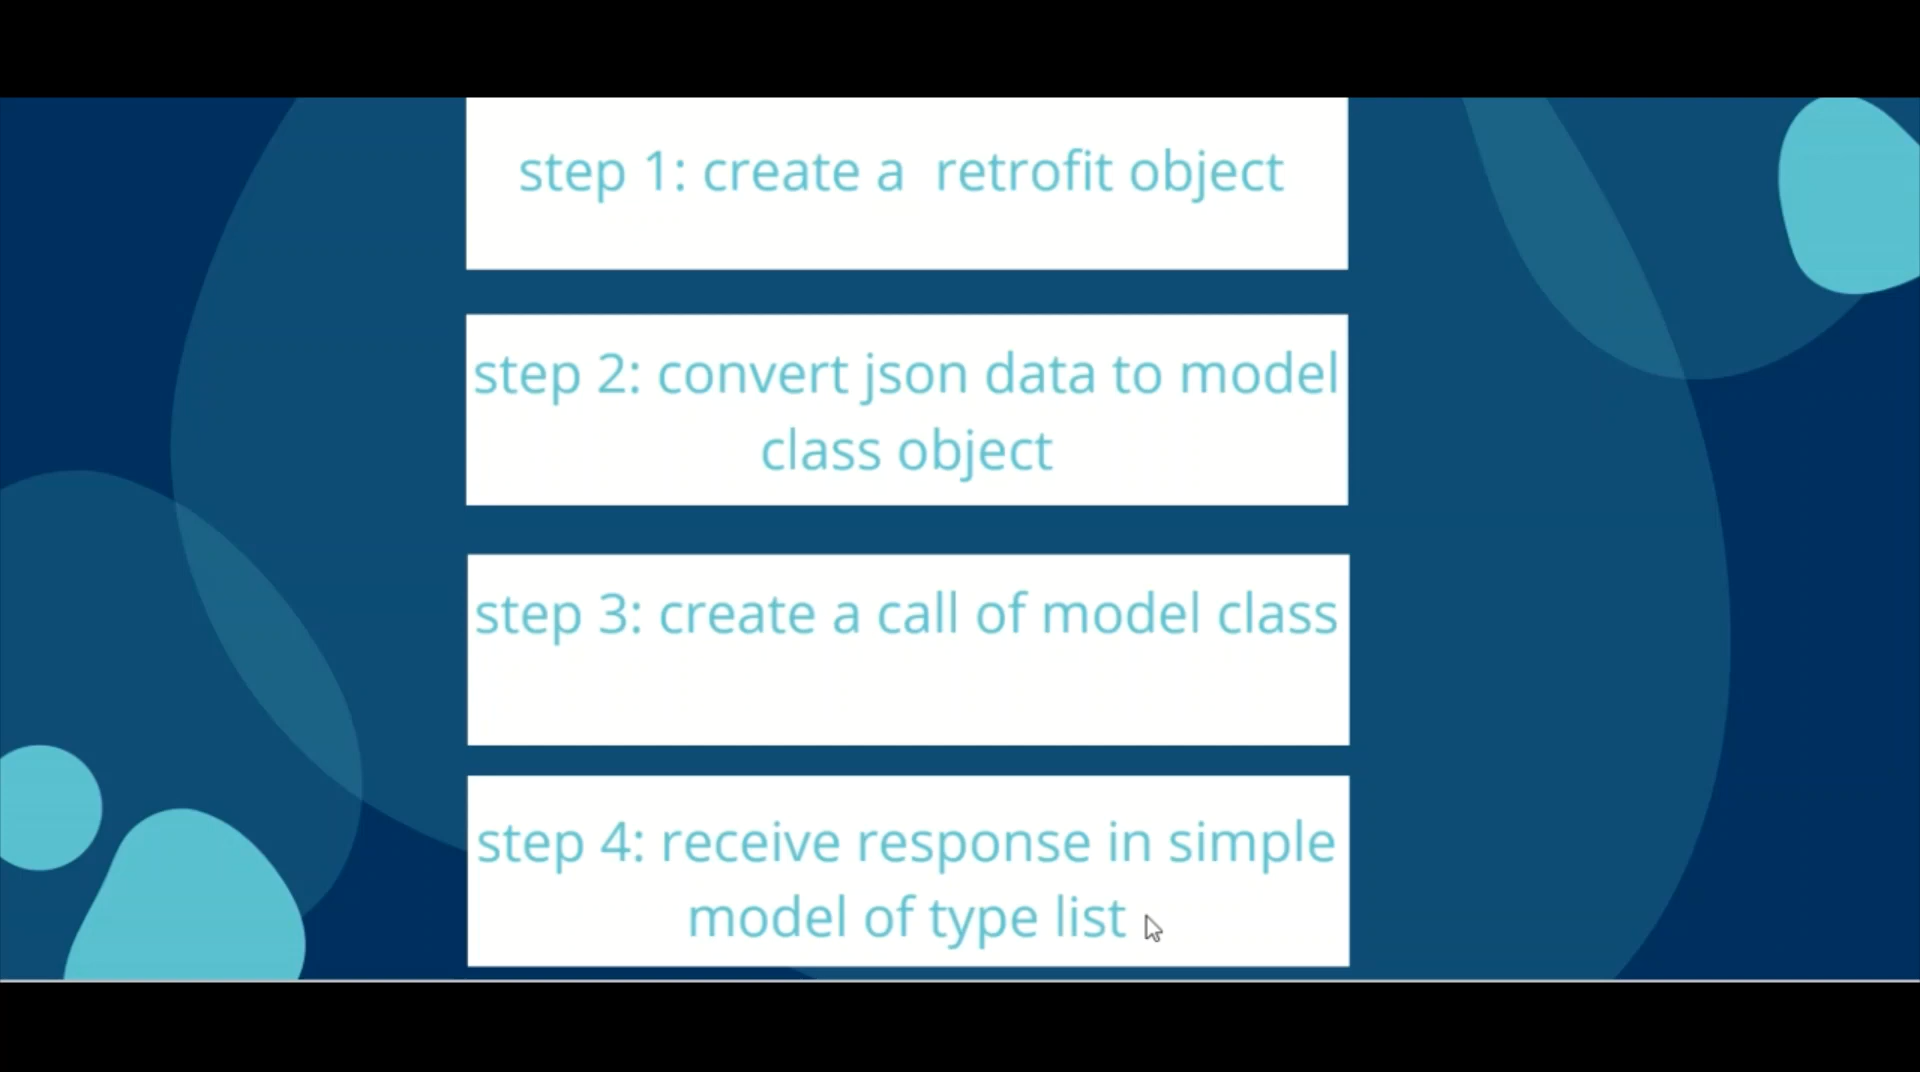 step 1: create a  retrofit object
step 2: convert json data to model
class object
step 3: create a call of model class
step 4: receive response in simple
model of type list